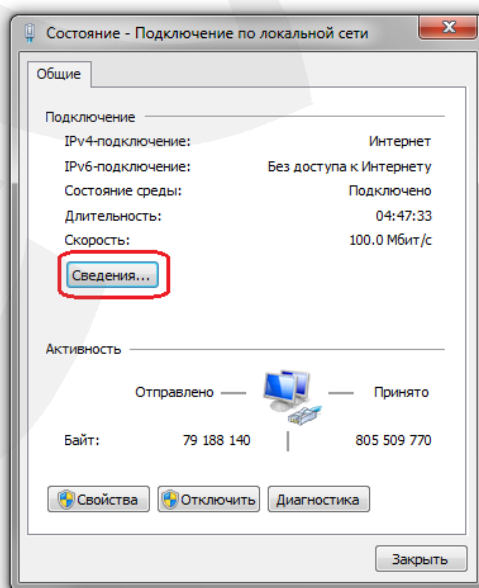 Состояние - Подключение по локальной сети
Общие
Подключение
IPv4-подключение: Интернет
IPv6-подключение: Без доступа к Интернету
Состояние среды: Подключено
Длительность: 04:47:33
Скорость: 100.0 Мбит/с
Сведения...
Активность
Отправлено — — Принято
Байт: 79 188 140 | 805 509 770
Свойства Отключить Диагностика
Закрыть